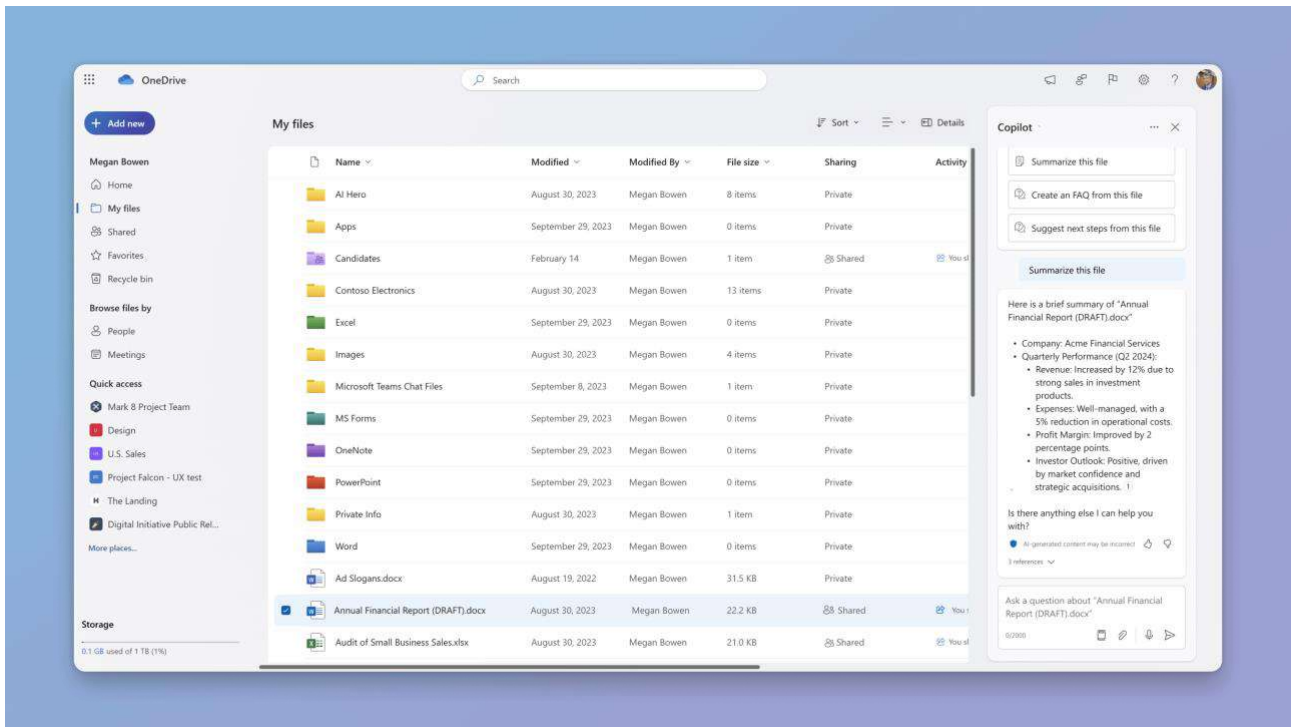 OneDrive
Search
Add new
Megan Bowen
Home
My files
Shared
Favorites
Recycle bin
Browse files by
People
Meetings
Quick access
Mark 8 Project Team
Design
U.S. Sales
Project Falcon - UX test
The Landing
Digital Initiative Public Rel...
More places...
Storage
0.1 GB used of 1 TB (1%)
My files
Sort
Details
Name Modified Modified By File size Sharing Activity
AI Hero August 30, 2023 Megan Bowen 8 items Private
Apps September 29, 2023 Megan Bowen 0 items Private
Candidates February 14 Megan Bowen 1 item Shared You sl
Contoso Electronics August 30, 2023 Megan Bowen 13 items Private
Excel September 29, 2023 Megan Bowen 0 items Private
Images August 30, 2023 Megan Bowen 4 items Private
Microsoft Teams Chat Files September 8, 2023 Megan Bowen 1 item Private
MS Forms September 29, 2023 Megan Bowen 0 items Private
OneNote September 29, 2023 Megan Bowen 0 items Private
PowerPoint September 29, 2023 Megan Bowen 0 items Private
Private Info August 30, 2023 Megan Bowen 1 item Private
Word September 29, 2023 Megan Bowen 0 items Private
Ad Slogans.docx August 19, 2022 Megan Bowen 31.5 KB Private
Annual Financial Report (DRAFT).docx August 30, 2023 Megan Bowen 22.2 KB Shared You s
Audit of Small Business Sales.xlsx August 30, 2023 Megan Bowen 21.0 KB Shared You sl
Copilot
Summarize this file
Create an FAQ from this file
Suggest next steps from this file
Summarize this file
Here is a brief summary of "Annual
Financial Report (DRAFT).docx"
• Company: Acme Financial Services
• Quarterly Performance (Q2 2024):
• Revenue: Increased by 12% due to
strong sales in investment
products.
• Expenses: Well-managed, with a
5% reduction in operational costs.
• Profit Margin: Improved by 2
percentage points.
• Investor Outlook: Positive, driven
by market confidence and
strategic acquisitions. 1
Is there anything else I can help you
with?
AI-generated content may be incorrect
3 references
Ask a question about "Annual Financial
Report (DRAFT).docx"
0/2000